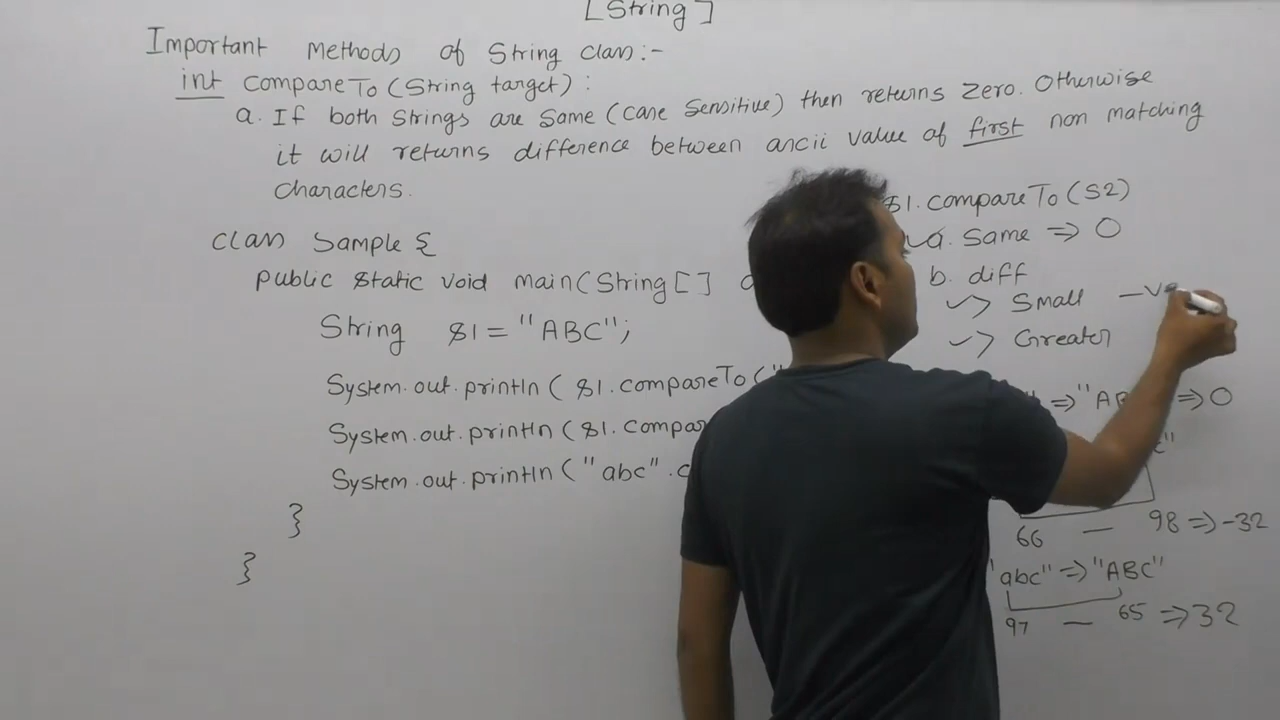 [String]
Important Methods of String class:-
int compareTo(String target):
a. If both strings are same (case sensitive) then returns zero. Otherwise
it will returns difference between ascii value of first non matching
characters.
class Sample {
public static void main(String[]
String s1 = "ABC";
System.out.println(s1.compareTo("
System.out.println(s1.compar
System.out.println("abc".c
}
}
s1.compareTo(s2)
a. same => 0
b. diff
-> small -ve
-> Greater
" => "AB => 0
c"
66 - 98 => -32
"abc" => "ABC"
97 - 65 => 32